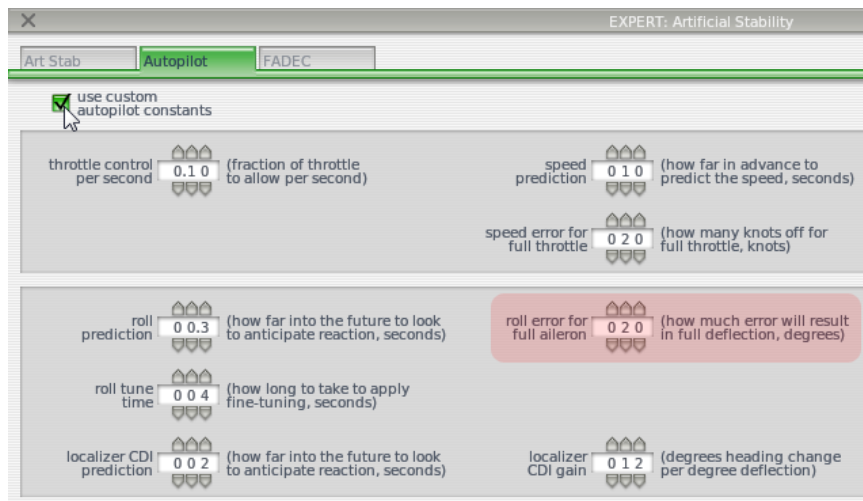 EXPERT: Artificial Stability
Art Stab
Autopilot
FADEC
use custom
autopilot constants
throttle control
per second
0.1 0
(fraction of throttle
to allow per second)
speed
prediction
0 1 0
(how far in advance to
predict the speed, seconds)
speed error for
full throttle
0 2 0
(how many knots off for
full throttle, knots)
roll
prediction
0 0.3
(how far into the future to look
to anticipate reaction, seconds)
roll error for
full aileron
0 2 0
(how much error will result
in full deflection, degrees)
roll tune
time
0 0 4
(how long to take to apply
fine-tuning, seconds)
localizer CDI
prediction
0 0 2
(how far into the future to look
to anticipate reaction, seconds)
localizer
CDI gain
0 1 2
(degrees heading change
per degree deflection)